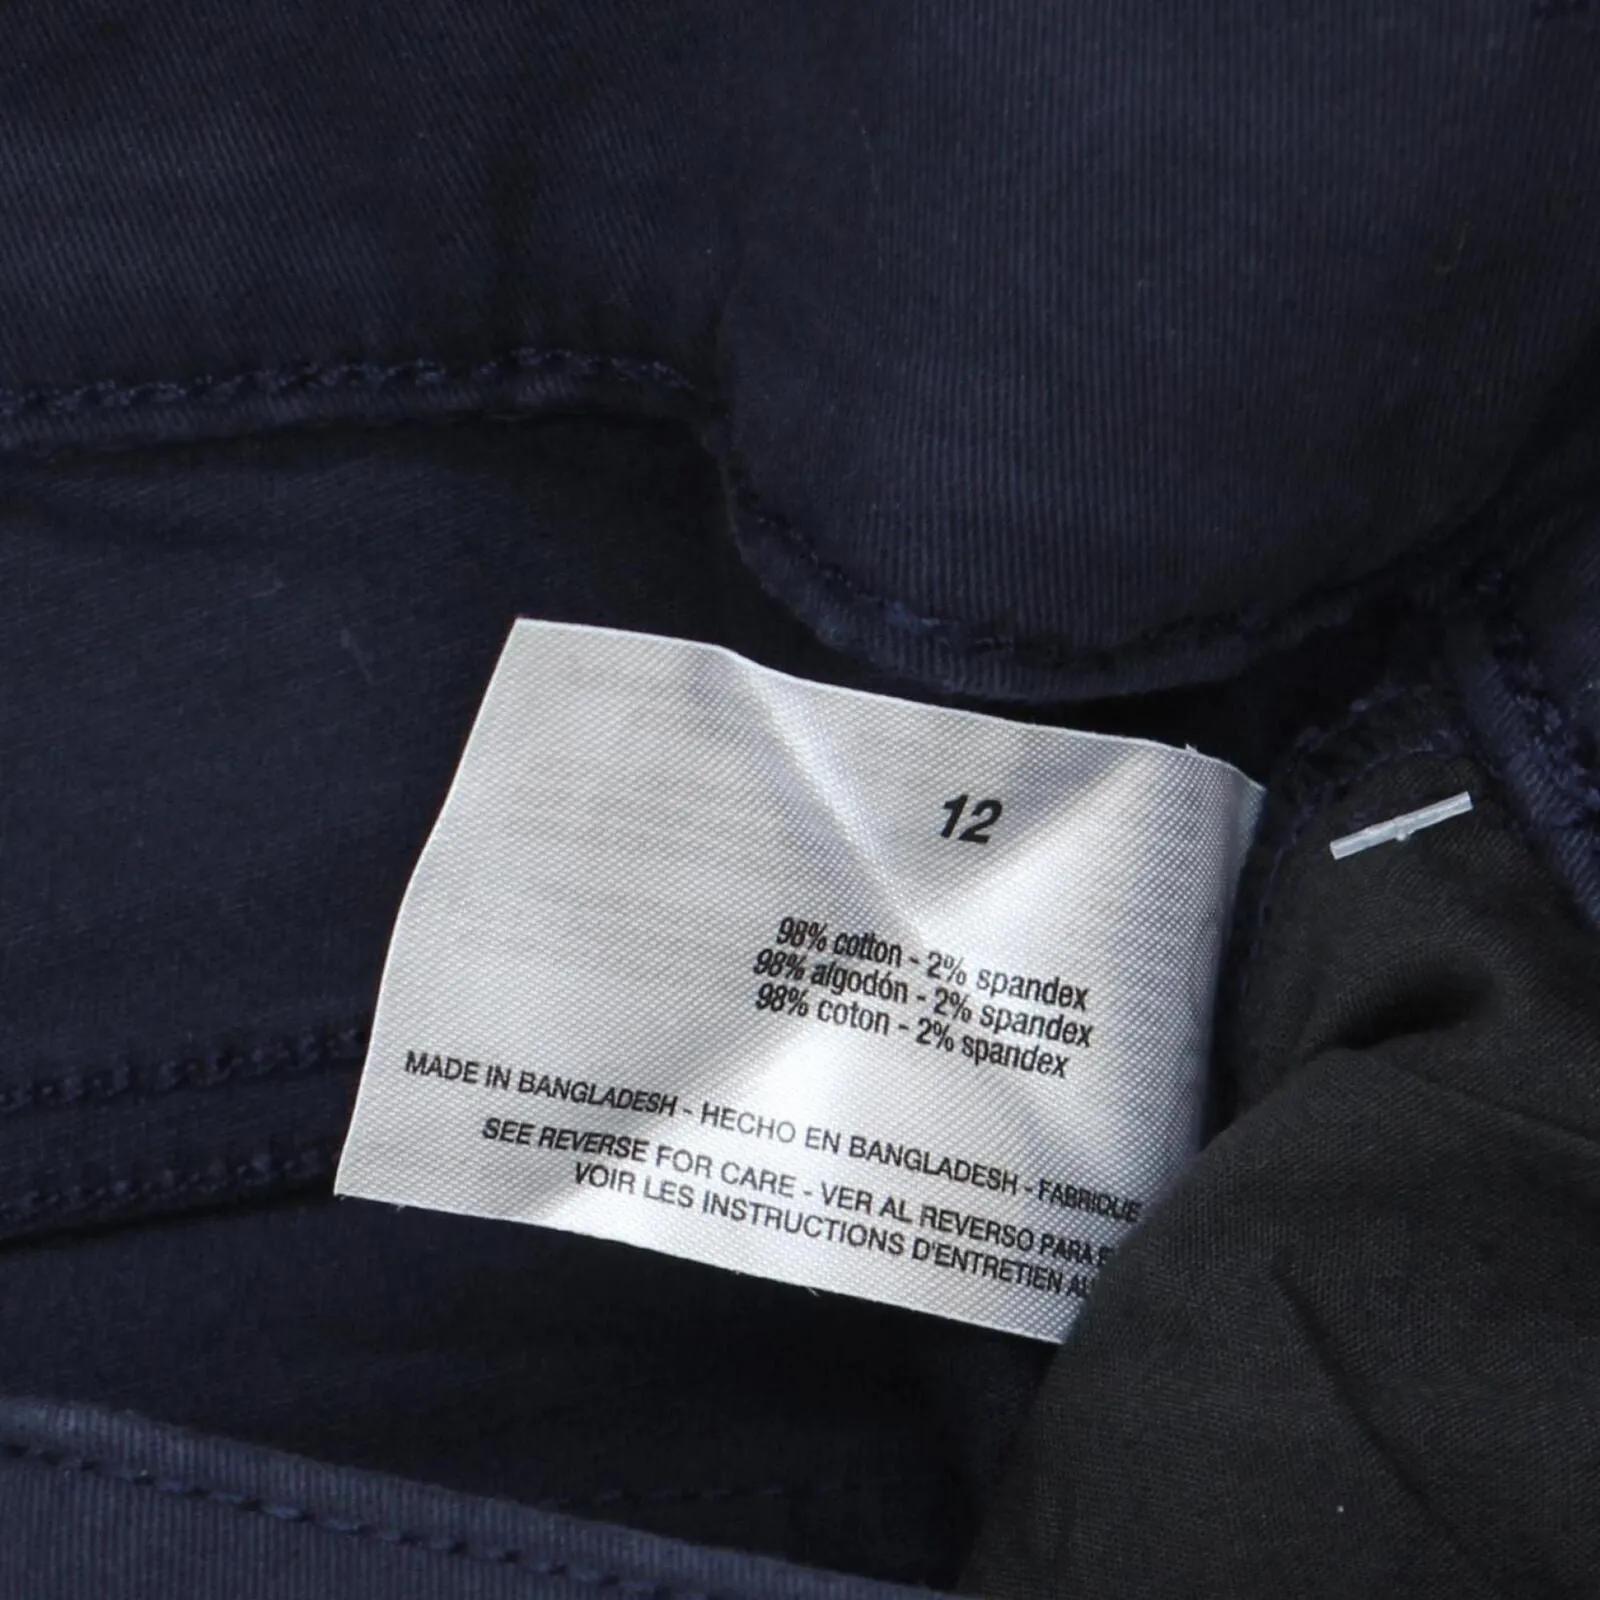 12
98% cotton - 2% spandex
98% algodón - 2% spandex
98% coton - 2% spandex
MADE IN BANGLADESH - HECHO EN BANGLADESH - FABRIQUE
SEE REVERSE FOR CARE - VER AL REVERSO PARA
VOIR LES INSTRUCTIONS D'ENTRETIEN